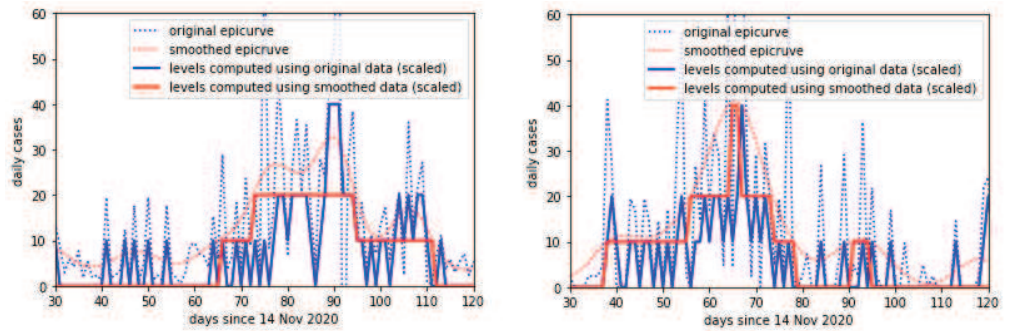 60
50
40
30
20
10
0
daily cases
original epicurve
smoothed epicruve
levels computed using original data (scaled)
levels computed using smoothed data (scaled)
30 40 50 60 70 80 90 100 110 120
days since 14 Nov 2020
60
50
40
30
20
10
0
daily cases
original epicurve
smoothed epicruve
levels computed using original data (scaled)
levels computed using smoothed data (scaled)
30 40 50 60 70 80 90 100 110 120
days since 14 Nov 2020